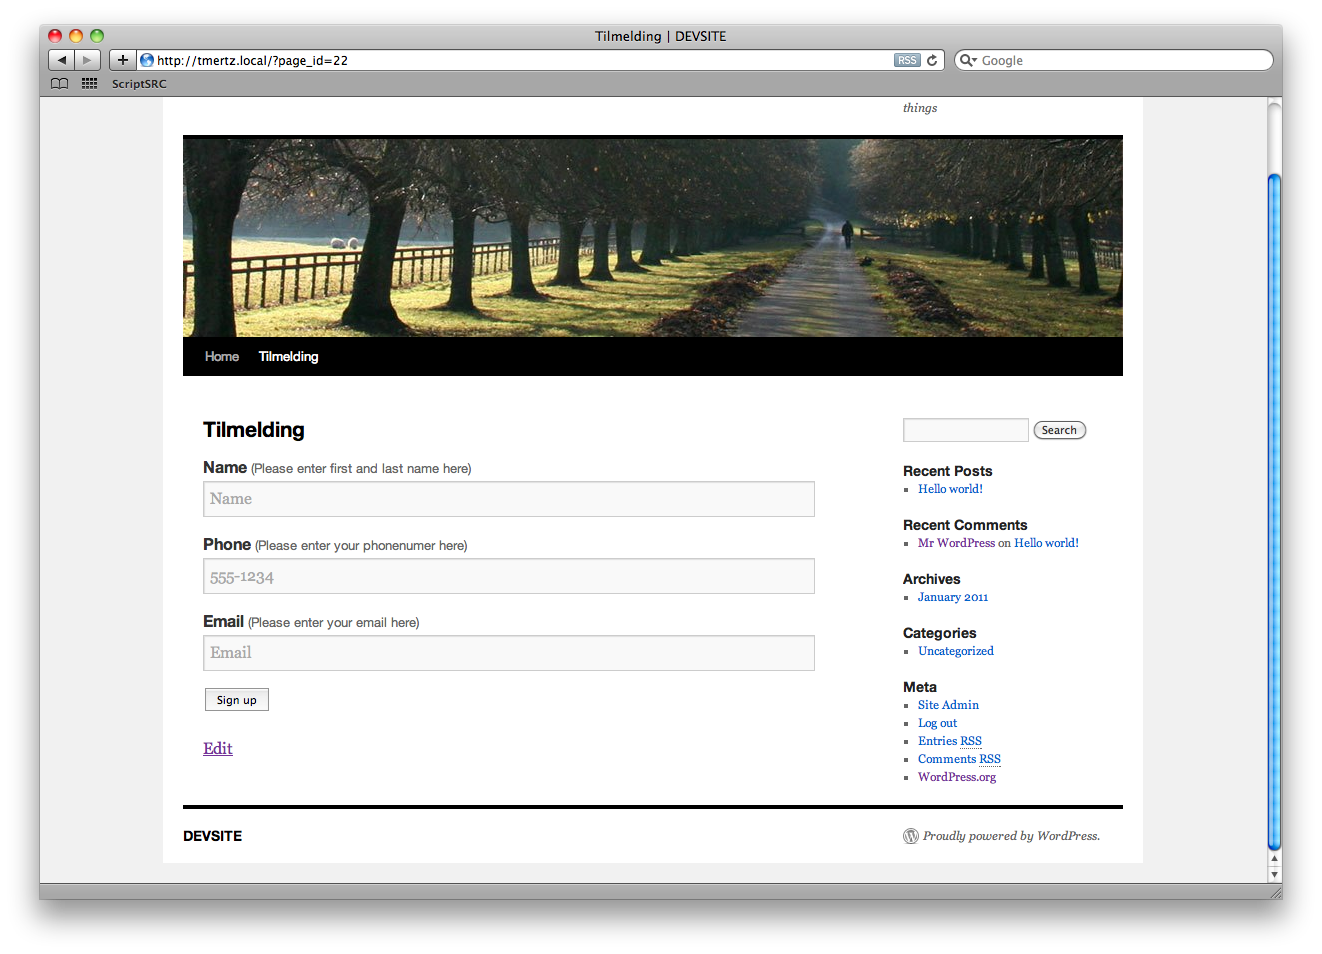 Tilmelding | DEVSITE
http://tmertz.local/?page_id=22
RSS
Google
ScriptSRC
things
Home Tilmelding
Tilmelding
Name (Please enter first and last name here)
Name
Phone (Please enter your phonenumer here)
555-1234
Email (Please enter your email here)
Email
Sign up
Edit
Search
Recent Posts
Hello world!
Recent Comments
Mr WordPress on Hello world!
Archives
January 2011
Categories
Uncategorized
Meta
Site Admin
Log out
Entries RSS
Comments RSS
WordPress.org
DEVSITE
Proudly powered by WordPress.